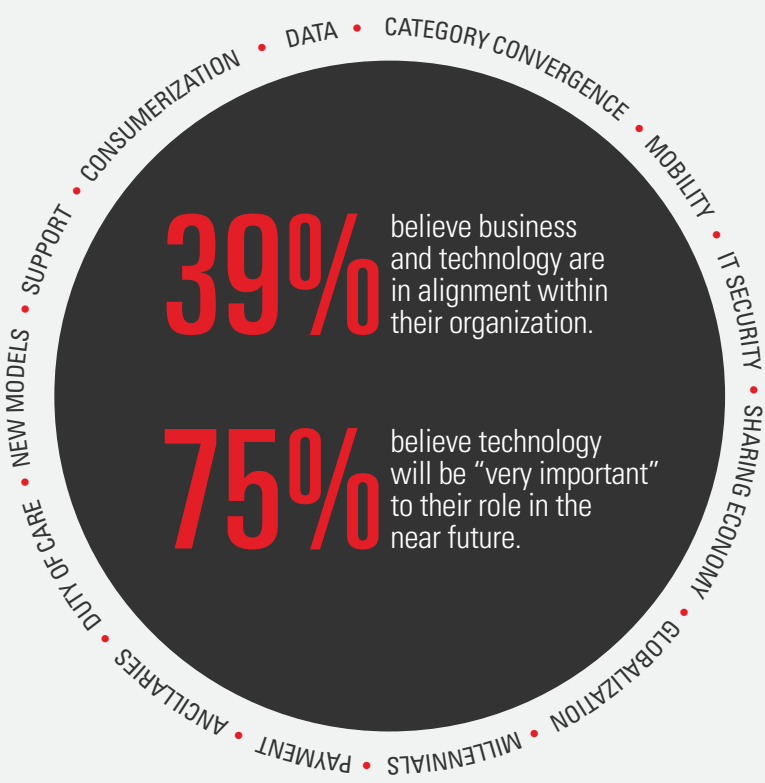 DATA • CATEGORY CONVERGENCE • MOBILITY • IT SECURITY • SHARING ECONOMY • GLOBALIZATION • MILLENNIALS • PAYMENT • ANCILLARIES • DUTY OF CARE • NEW MODELS • SUPPORT • CONSUMERIZATION •
39%
believe business
and technology are
in alignment within
their organization.
75%
believe technology
will be “very important”
to their role in the
near future.